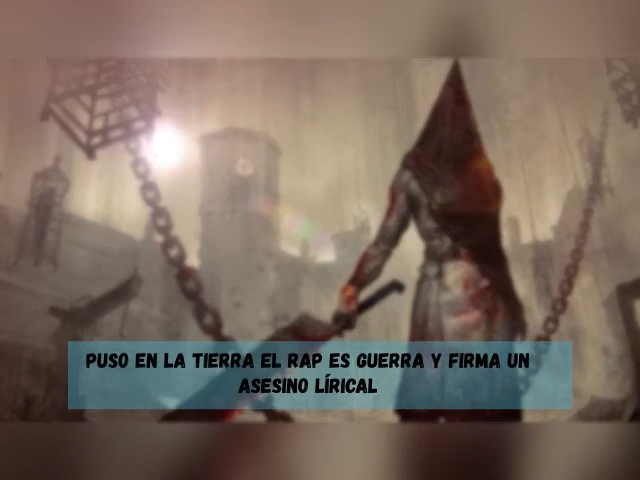 PUSO EN LA TIERRA EL RAP ES GUERRA Y FIRMA UN
ASESINO LÍRICAL